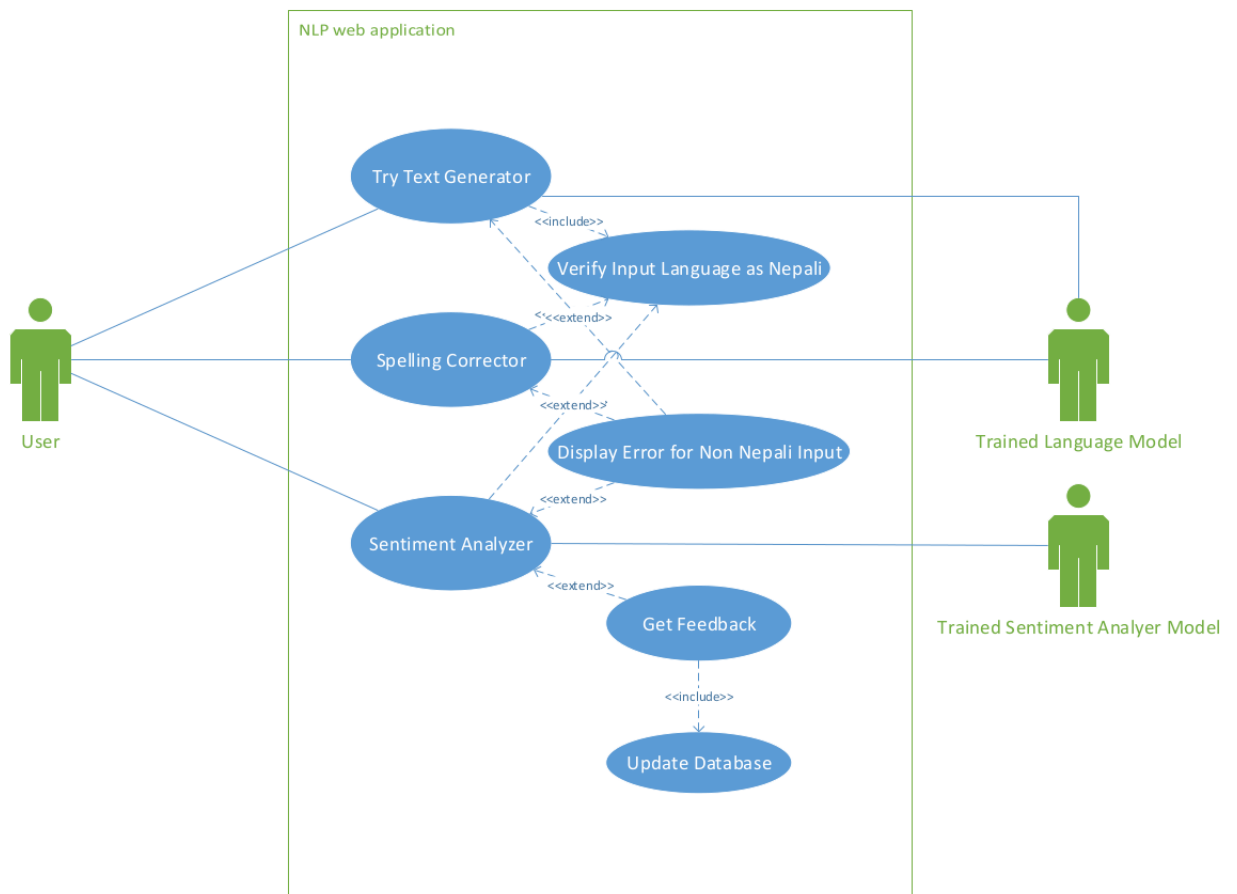 NLP web application
Try Text Generator
<<include>>
Verify Input Language as Nepali
<<extend>>
Spelling Corrector
<<extend>>
Display Error for Non Nepali Input
<<extend>>
Sentiment Analyzer
<<extend>>
Get Feedback
<<include>>
Update Database
User
Trained Language Model
Trained Sentiment Analyer Model